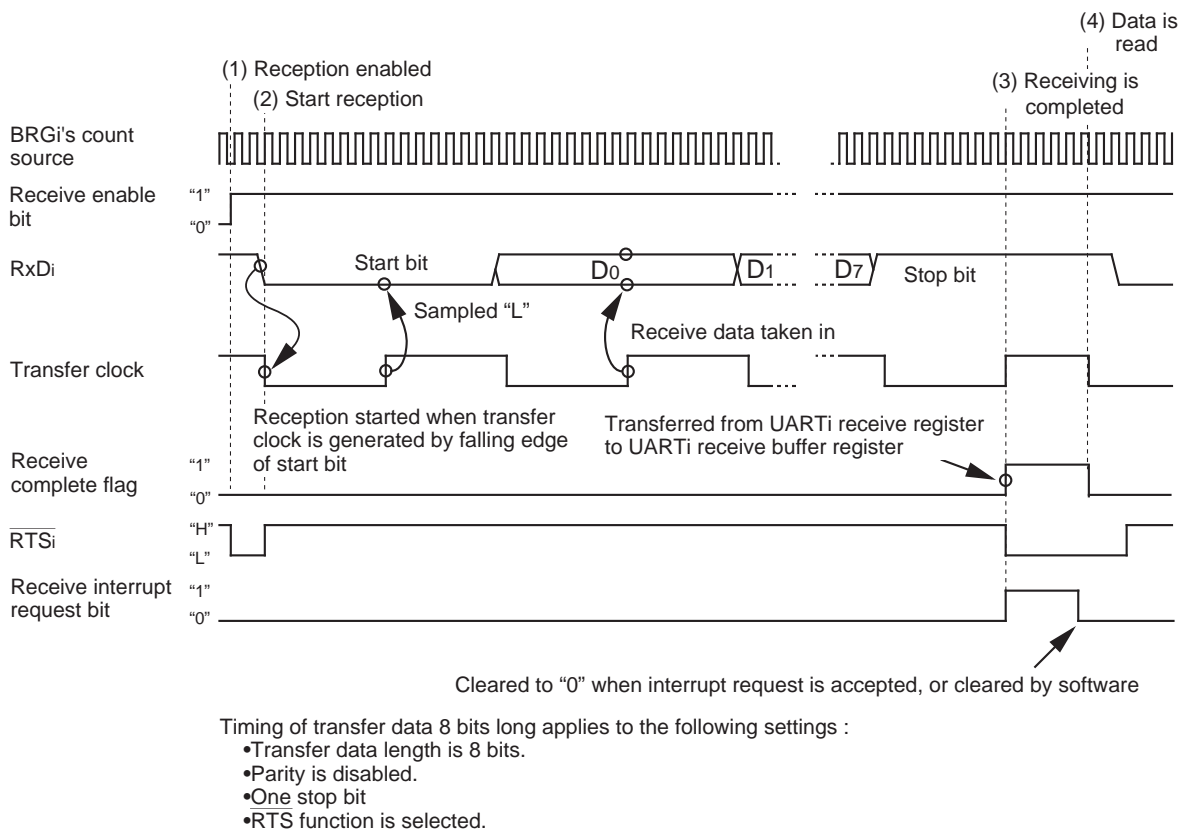 (4) Data is
read
(1) Reception enabled
(3) Receiving is
completed
(2) Start reception
BRGi's count
source
Receive enable
bit
“1”
“0”
RxDi
Start bit
D0
D1
D7
Stop bit
Sampled “L”
Receive data taken in
Transfer clock
Reception started when transfer
clock is generated by falling edge
of start bit
Transferred from UARTi receive register
to UARTi receive buffer register
Receive
complete flag
“1”
“0”
RTSi
“H”
“L”
Receive interrupt
request bit
“1”
“0”
Cleared to “0” when interrupt request is accepted, or cleared by software
Timing of transfer data 8 bits long applies to the following settings :
•Transfer data length is 8 bits.
•Parity is disabled.
•One stop bit
•RTS function is selected.